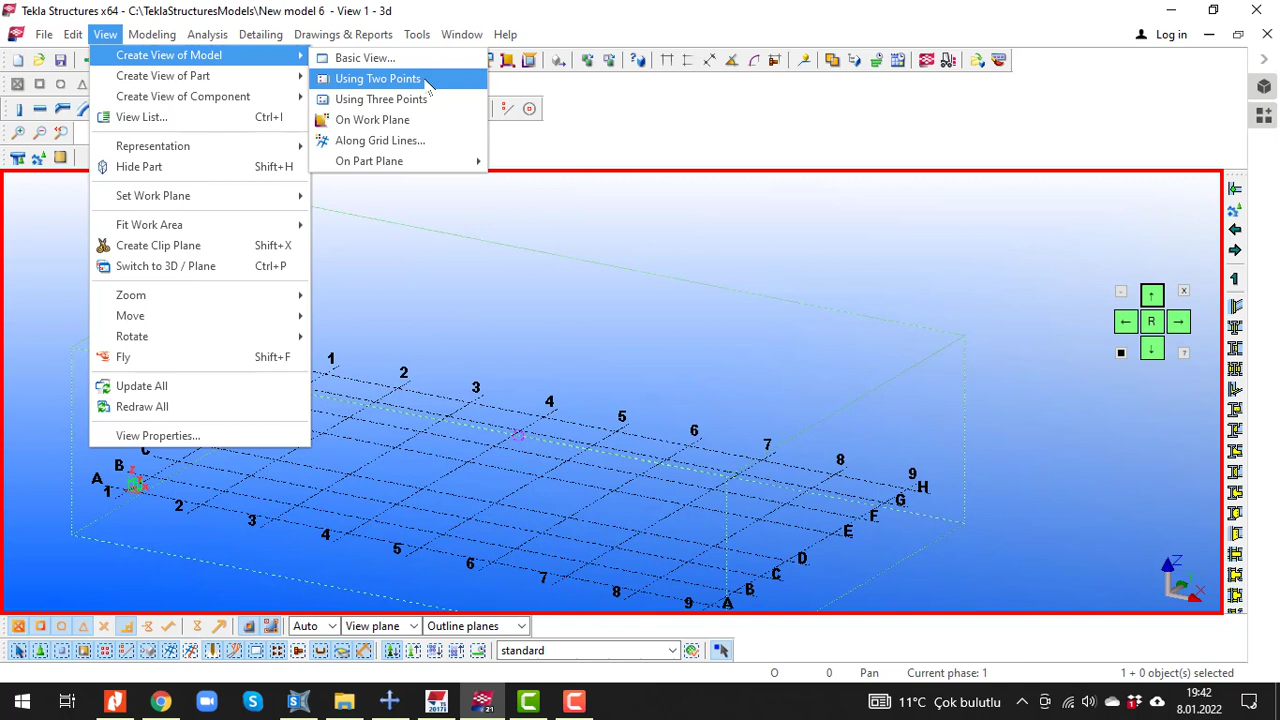 Tekla Structures x64 - C:\TeklaStructuresModels\New model 6 - View 1 - 3d
File Edit View Modeling Analysis Detailing Drawings & Reports Tools Window Help Log in
Create View of Model
Create View of Part
Create View of Component
View List... Ctrl+I
Representation
Hide Part Shift+H
Set Work Plane
Fit Work Area
Create Clip Plane Shift+X
Switch to 3D / Plane Ctrl+P
Zoom
Move
Rotate
Fly Shift+F
Update All
Redraw All
View Properties...
Basic View...
Using Two Points
Using Three Points
On Work Plane
Along Grid Lines...
On Part Plane
1
2
3
4
5
6
7
8
9
H
G
F
E
D
C
B
A
C
B
A
1
2
3
4
5
6
7
8
9
Z
X
R
X
?
Z
X
Auto View plane Outline planes
standard
O 0 Pan Current phase: 1 1 + 0 object(s) selected
TS
2017i
21
11°C Çok bulutlu
19:42
8.01.2022